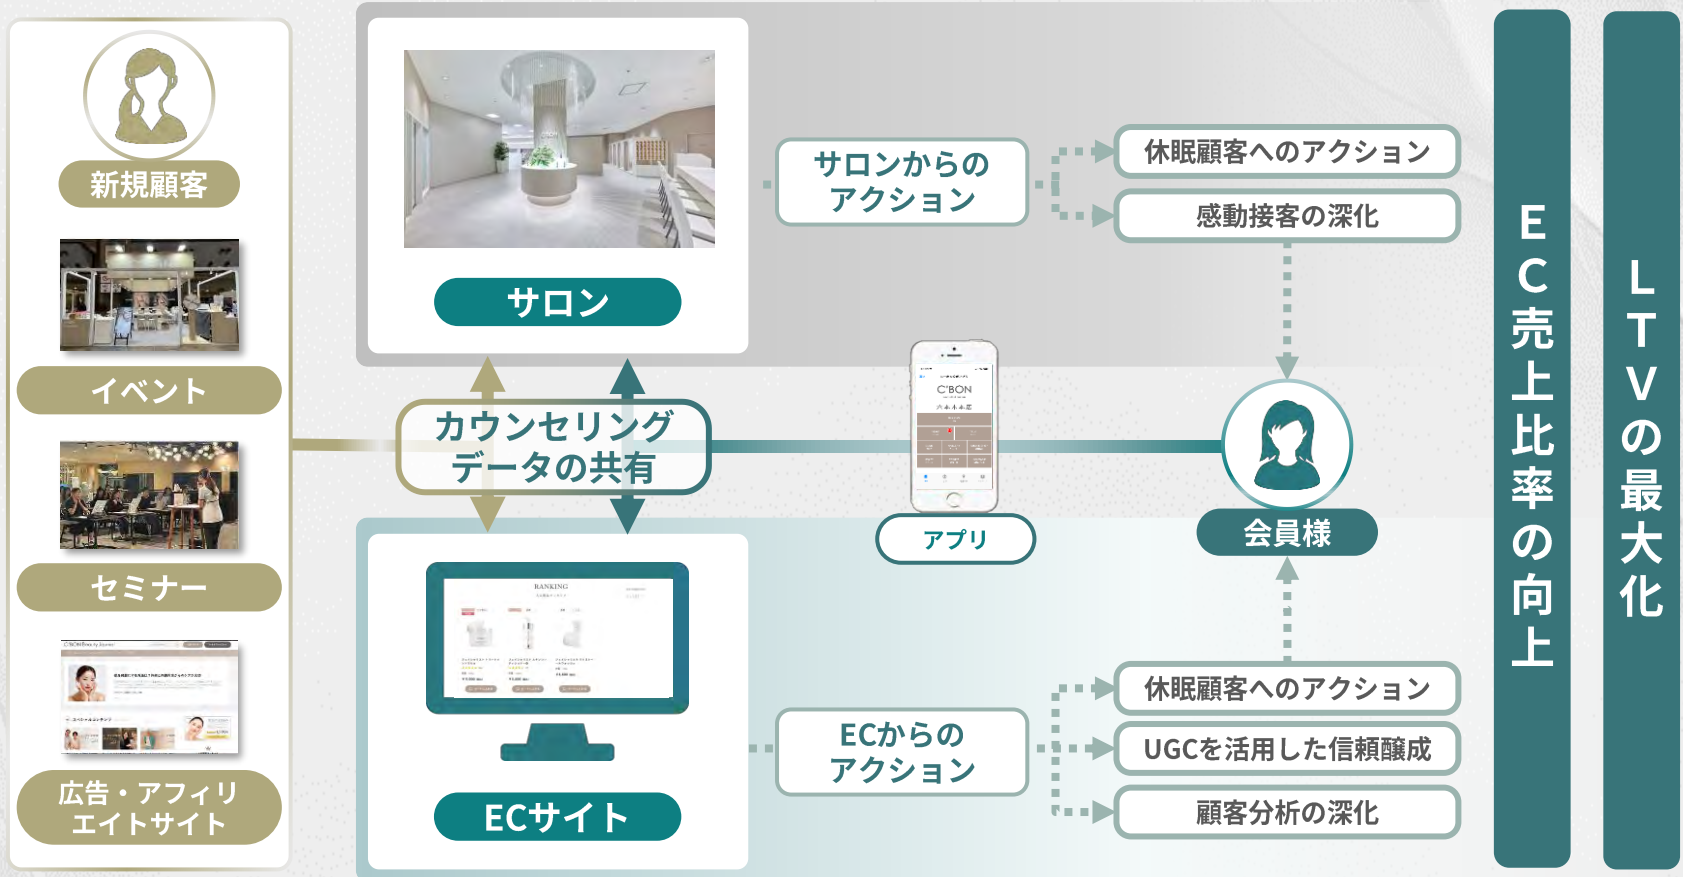 新規顧客
イベント
セミナー
広告・アフィリ
エイトサイト
サロン
カウンセリング
データの共有
RANKING
ECサイト
サロンからの
アクション
休眠顧客へのアクション
感動接客の深化
C'BON
アプリ
会員様
ECからの
アクション
休眠顧客へのアクション
UGCを活用した信頼醸成
顧客分析の深化
EC売上比率の向上
LTVの最大化